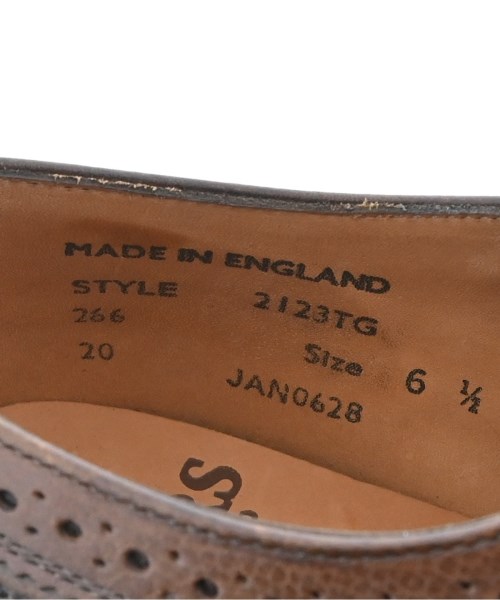 MADE IN ENGLAND
STYLE 2123TG
266 Size 6 ½
20 JAN0628